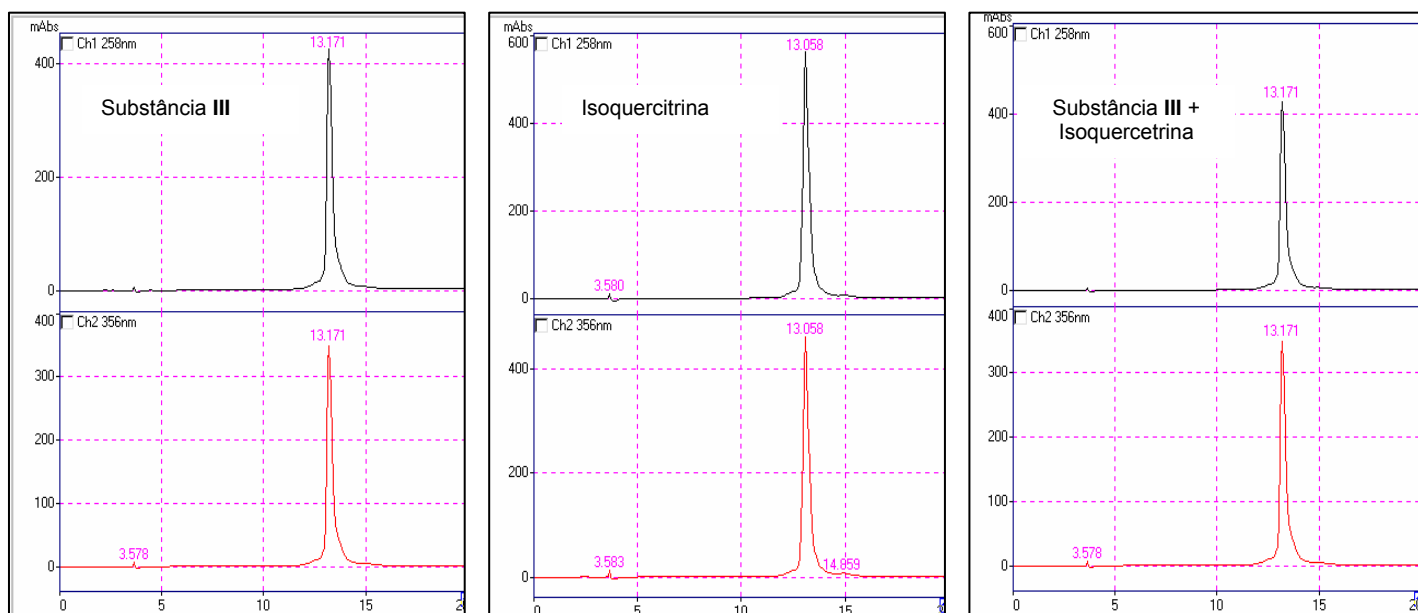 mAbs
Ch1 258nm
13.171
400
Substância III
200
0
400
Ch2 356nm
13.171
300
200
100
3.578
0
0 5 10 15
mAbs
600
Ch1 258nm
13.058
Isoquercitrina
400
200
3.580
0
Ch2 356nm
13.058
400
200
3.583
14.859
0
0 5 10 15
mAbs
600
Ch1 258nm
13.171
Substância III +
Isoquercetrina
400
200
0
400
Ch2 356nm
13.171
300
200
100
3.578
0
0 5 10 15